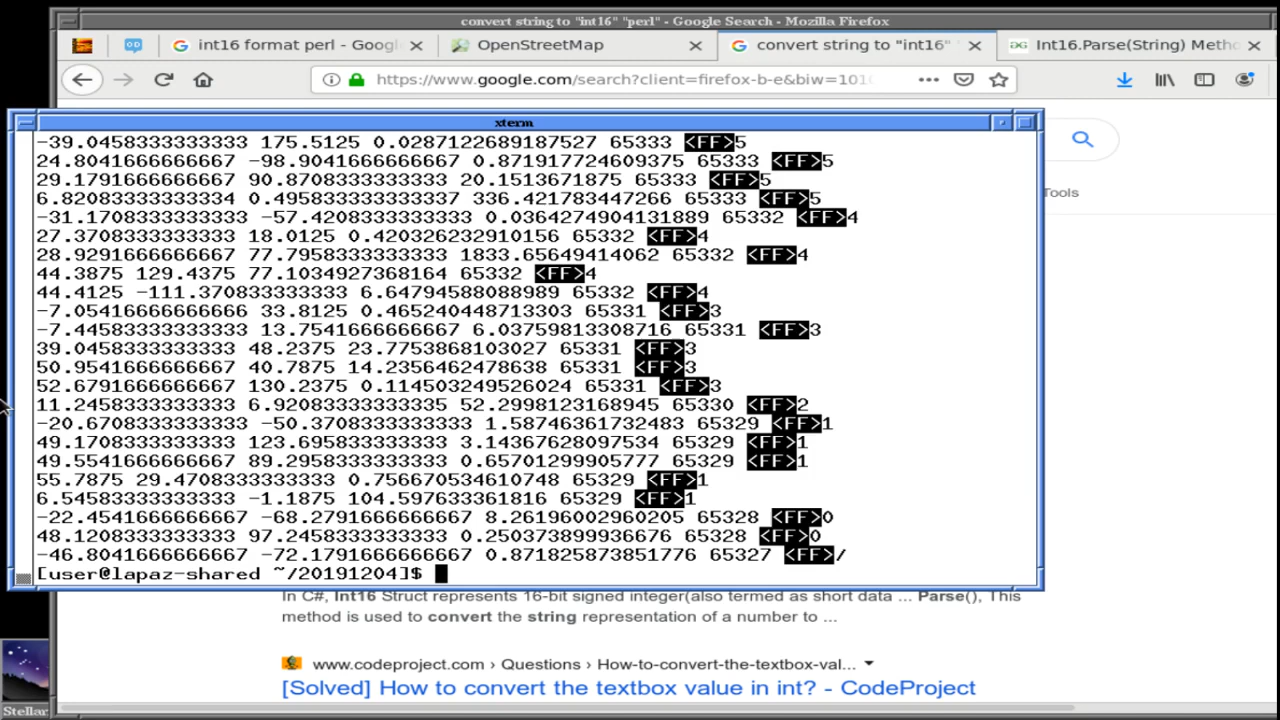 convert string to "int16" "perl" - Google Search - Mozilla Firefox
int16 format perl - Googl
OpenStreetMap
convert string to "int16"
Int16.Parse(String) Metho
https://www.google.com/search?client=firefox-b-e&biw=101
xterm
Tools
-39.0458333333333 175.5125 0.0287122689187527 65333 <FF>5
24.8041666666667 -98.9041666666667 0.871917724609375 65333 <FF>5
29.1791666666667 90.8708333333333 20.1513671875 65333 <FF>5
6.82083333333334 0.495833333333337 336.421783447266 65333 <FF>5
-31.1708333333333 -57.4208333333333 0.03642749041318​89 65332 <FF>4
27.3708333333333 18.0125 0.420326232910156 65332 <FF>4
28.9291666666667 77.7958333333333 1833.65649414062 65332 <FF>4
44.3875 129.4375 77.1034927368164 65332 <FF>4
44.4125 -111.370833333333 6.64794588088989 65332 <FF>4
-7.05416666666666 33.8125 0.465240448713303 65331 <FF>3
-7.44583333333333 13.7541666666667 6.03759813308716 65331 <FF>3
39.0458333333333 48.2375 23.7753868103027 65331 <FF>3
50.9541666666667 40.7875 14.2356462478638 65331 <FF>3
52.6791666666667 130.2375 0.114503249526024 65331 <FF>3
11.2458333333333 6.92083333333335 52.2998123168945 65330 <FF>2
-20.6708333333333 -50.3708333333333 1.58746361732483 65329 <FF>1
49.1708333333333 123.695833333333 3.14367628097534 65329 <FF>1
49.5541666666667 89.2958333333333 0.65701299905777 65329 <FF>1
55.7875 29.4708333333333 0.756670534610748 65329 <FF>1
6.54583333333333 -1.1875 104.597633361816 65329 <FF>1
-22.4541666666667 -68.2791666666667 8.26196002960205 65328 <FF>0
48.1208333333333 97.2458333333333 0.250373899936676 65328 <FF>0
-46.8041666666667 -72.1791666666667 0.871825873851776 65327 <FF>/
[user@lapaz-shared ~/20191204]$
In C#, Int16 Struct represents 16-bit signed integer(also termed as short data ... Parse(), This
method is used to convert the string representation of a number to ...
www.codeproject.com › Questions › How-to-convert-the-textbox-val...
[Solved] How to convert the textbox value in int? - CodeProject
Stellar